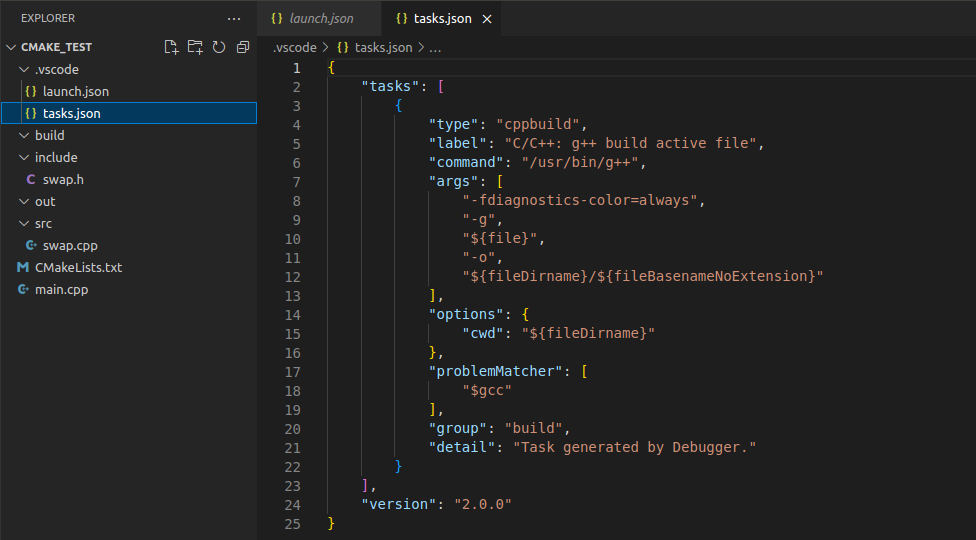 EXPLORER ...
CMAKE_TEST
.vscode
{} launch.json
{} tasks.json
build
include
C swap.h
out
src
C+ swap.cpp
M CMakeLists.txt
C+ main.cpp
{} launch.json {} tasks.json ×
.vscode > {} tasks.json > ...
1 {
2 "tasks": [
3 {
4 "type": "cppbuild",
5 "label": "C/C++: g++ build active file",
6 "command": "/usr/bin/g++",
7 "args": [
8 "-fdiagnostics-color=always",
9 "-g",
10 "${file}",
11 "-o",
12 "${fileDirname}/${fileBasenameNoExtension}"
13 ],
14 "options": {
15 "cwd": "${fileDirname}"
16 },
17 "problemMatcher": [
18 "$gcc"
19 ],
20 "group": "build",
21 "detail": "Task generated by Debugger."
22 }
23 ],
24 "version": "2.0.0"
25 }